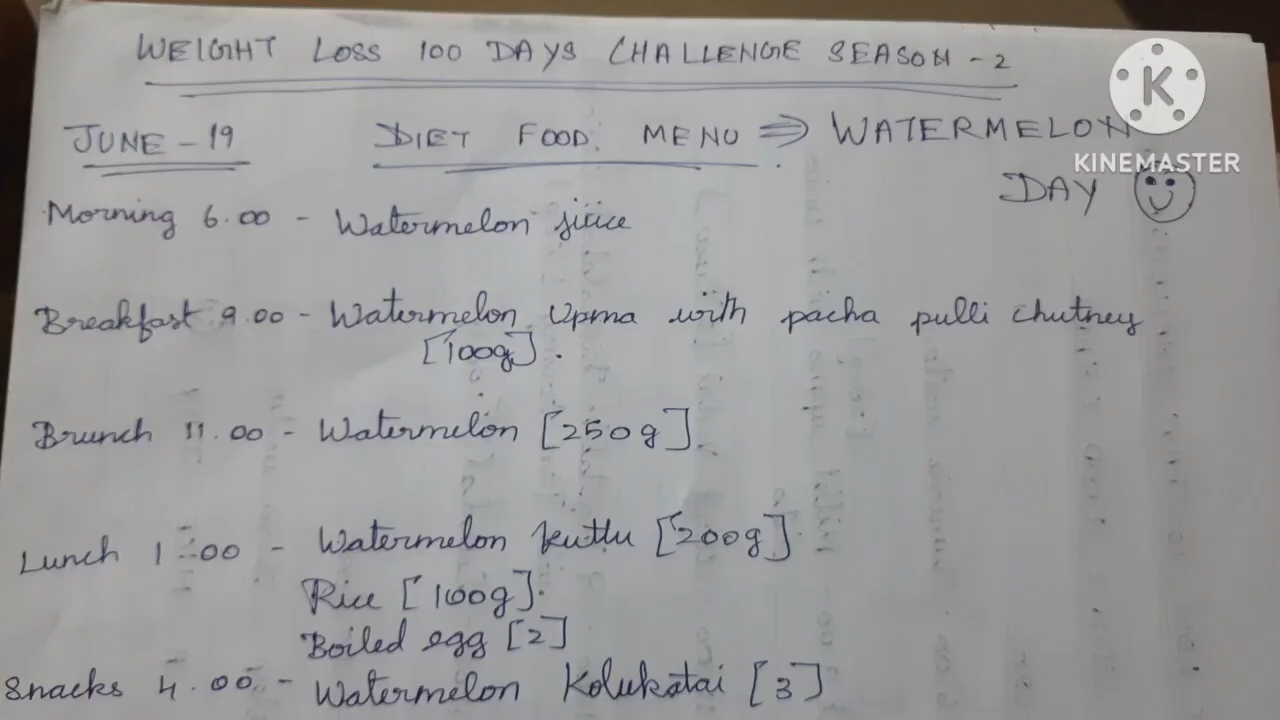 WEIGHT LOSS 100 DAYS CHALLENGE SEASON - 2
JUNE - 19 DIET FOOD MENU ⇒ WATERMELON
DAY
K
KINEMASTER
Morning 6.00 - Watermelon juice
Breakfast 9.00 - Watermelon Upma with pacha pulli chutney
[100g].
Brunch 11.00 - Watermelon [250g]
Lunch 1.00 - Watermelon kuttu [200g].
Rice [100g].
Boiled egg [2]
Snacks 4.00 - Watermelon Kolukatai [3]